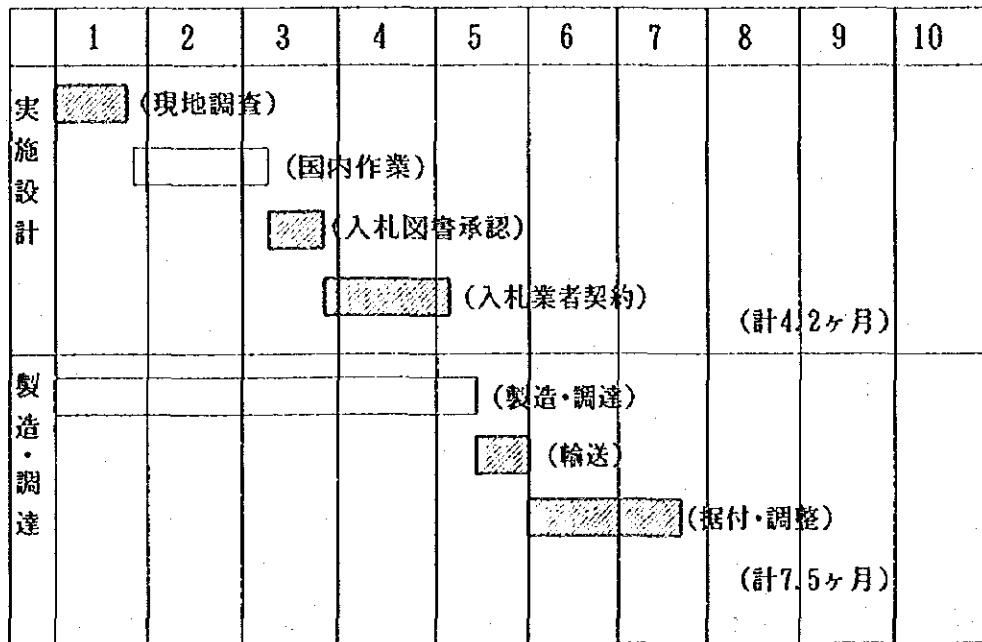 1 2 3 4 5 6 7 8 9 10
実施設計
(現地調査)
(国内作業)
(入札図書承認)
(入札業者契約)
(計4.2ヶ月)
製造・調達
(製造・調達)
(輸送)
(据付・調整)
(計7.5ヶ月)